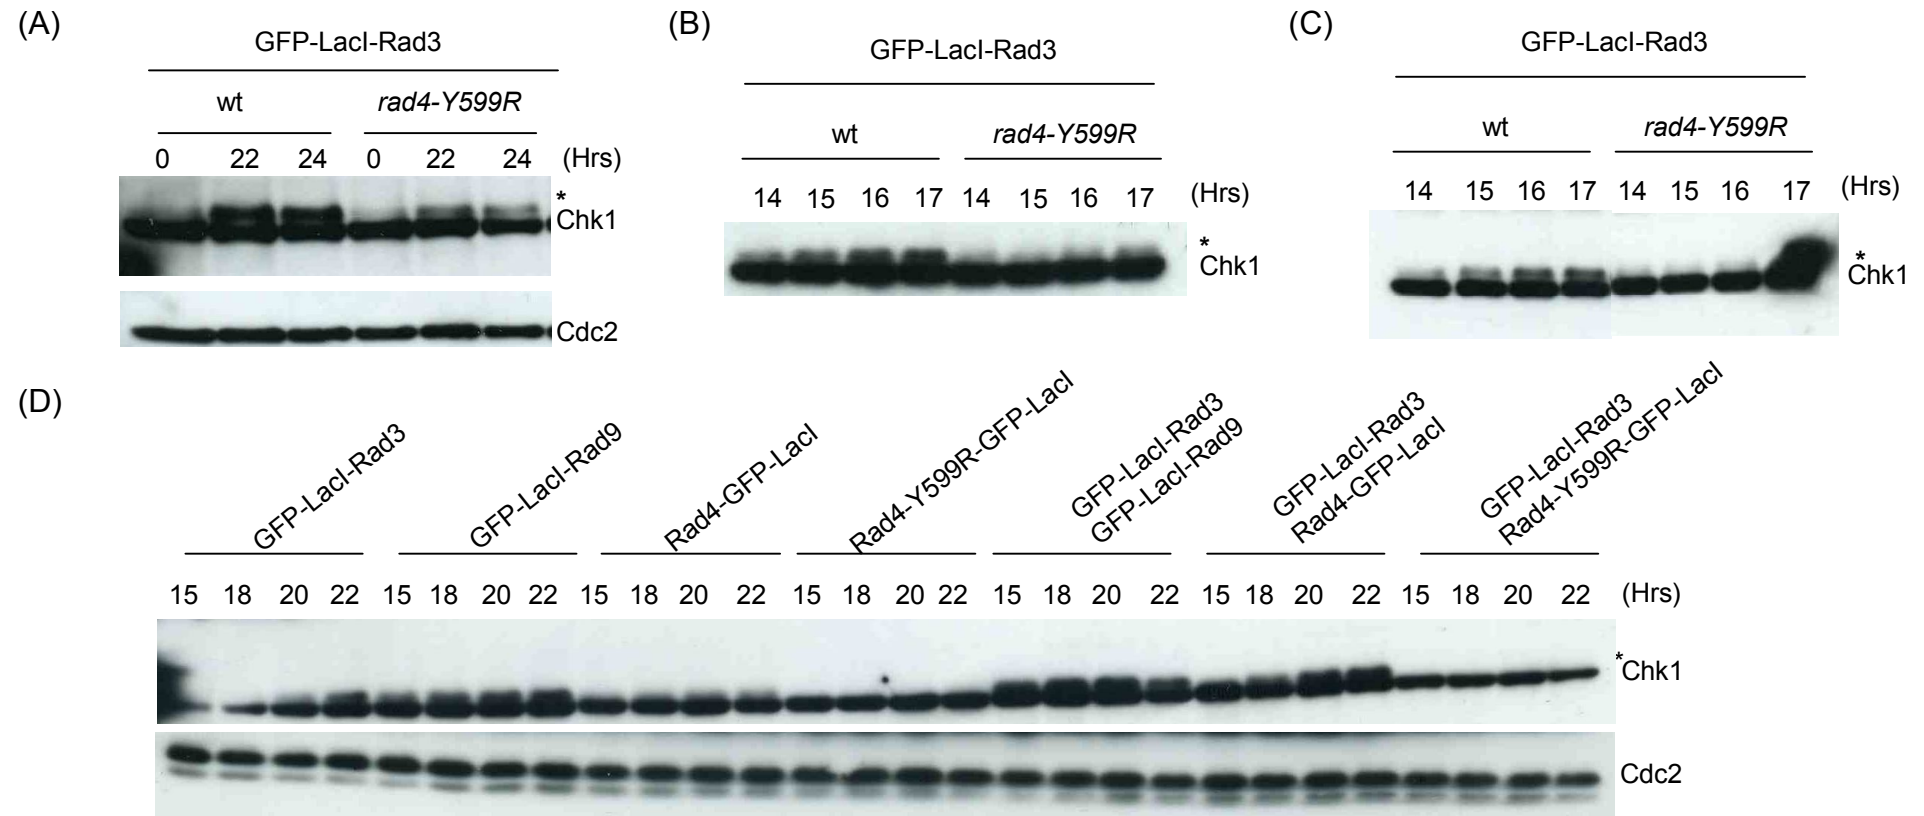 (A)
GFP-LacI-Rad3
wt rad4-Y599R
0 22 24 0 22 24 (Hrs)
*
Chk1
Cdc2
(B)
GFP-LacI-Rad3
wt rad4-Y599R
14 15 16 17 14 15 16 17 (Hrs)
*
Chk1
(C)
GFP-LacI-Rad3
wt rad4-Y599R
14 15 16 17 14 15 16 17 (Hrs)
*
Chk1
(D)
GFP-LacI-Rad3
GFP-LacI-Rad9
Rad4-GFP-LacI
Rad4-Y599R-GFP-LacI
GFP-LacI-Rad3
GFP-LacI-Rad9
GFP-LacI-Rad3
Rad4-GFP-LacI
GFP-LacI-Rad3
Rad4-Y599R-GFP-LacI
15 18 20 22 15 18 20 22 15 18 20 22 15 18 20 22 15 18 20 22 15 18 20 22 15 18 20 22 (Hrs)
*Chk1
Cdc2